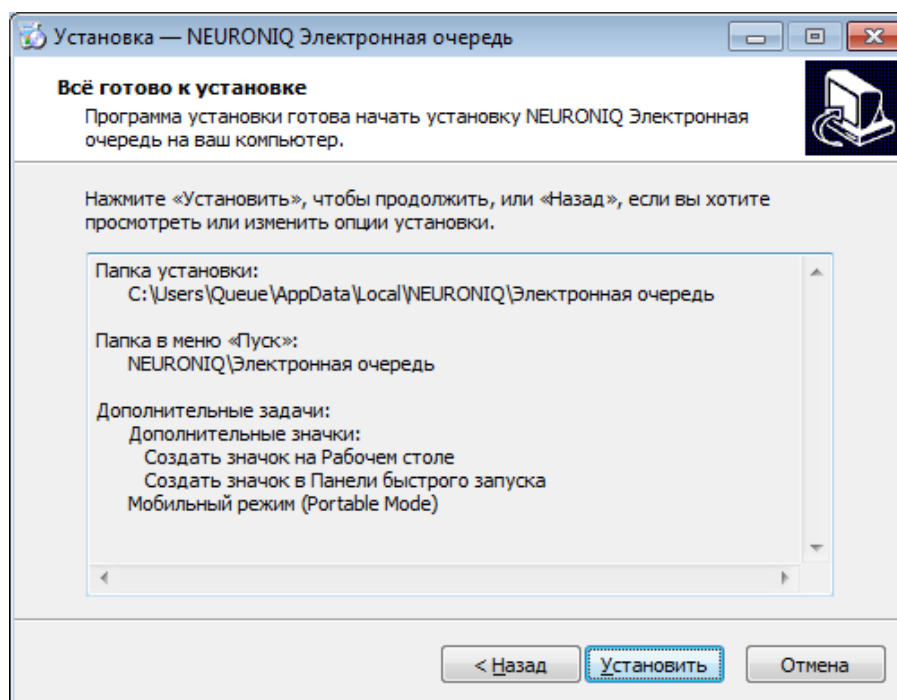 Установка — NEURONIQ Электронная очередь
Всё готово к установке
Программа установки готова начать установку NEURONIQ Электронная
очередь на ваш компьютер.
Нажмите «Установить», чтобы продолжить, или «Назад», если вы хотите
просмотреть или изменить опции установки.
Папка установки:
C:\Users\Queue\AppData\Local\NEURONIQ\Электронная очередь
Папка в меню «Пуск»:
NEURONIQ\Электронная очередь
Дополнительные задачи:
Дополнительные значки:
Создать значок на Рабочем столе
Создать значок в Панели быстрого запуска
Мобильный режим (Portable Mode)
< Назад
Установить
Отмена